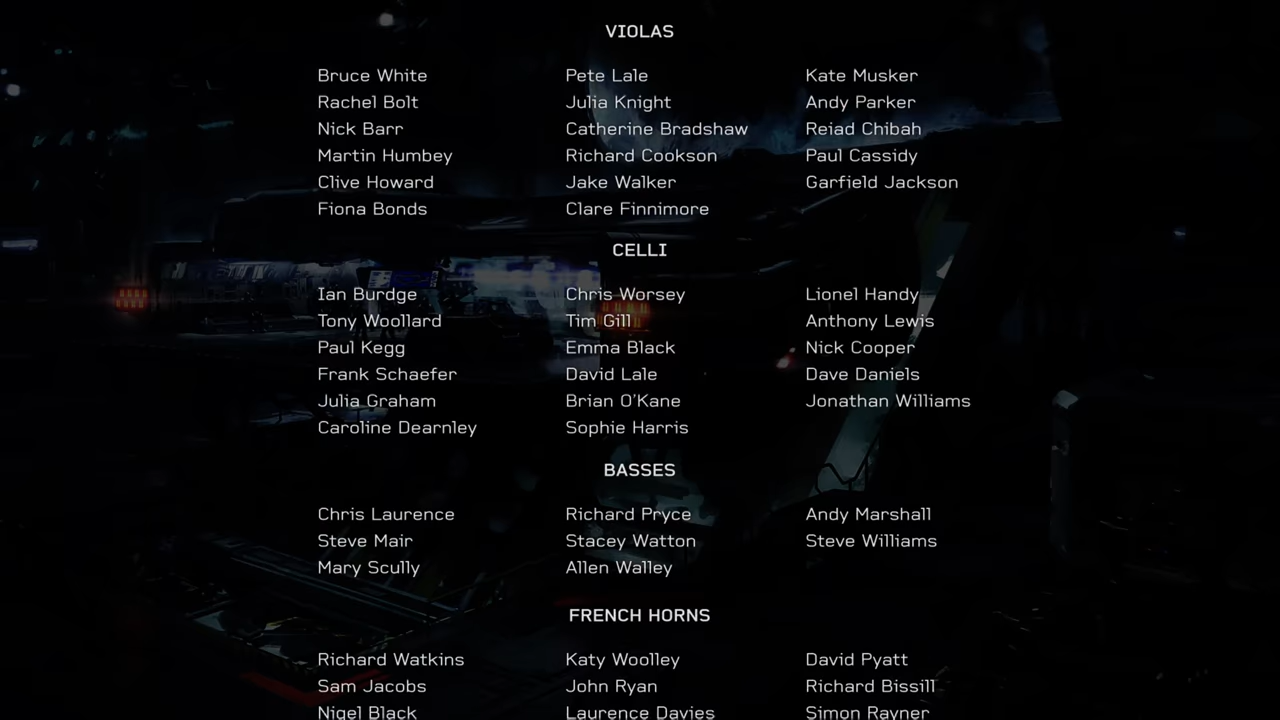 VIOLAS
Bruce White Pete Lale Kate Musker
Rachel Bolt Julia Knight Andy Parker
Nick Barr Catherine Bradshaw Reiad Chibah
Martin Humbey Richard Cookson Paul Cassidy
Clive Howard Jake Walker Garfield Jackson
Fiona Bonds Clare Finnimore
CELLI
Ian Burdge Chris Worsey Lionel Handy
Tony Woollard Tim Gill Anthony Lewis
Paul Kegg Emma Black Nick Cooper
Frank Schaefer David Lale Dave Daniels
Julia Graham Brian O'Kane Jonathan Williams
Caroline Dearnley Sophie Harris
BASSES
Chris Laurence Richard Pryce Andy Marshall
Steve Mair Stacey Watton Steve Williams
Mary Scully Allen Walley
FRENCH HORNS
Richard Watkins Katy Woolley David Pyatt
Sam Jacobs John Ryan Richard Bissill
Nigel Black Laurence Davies Simon Rayner